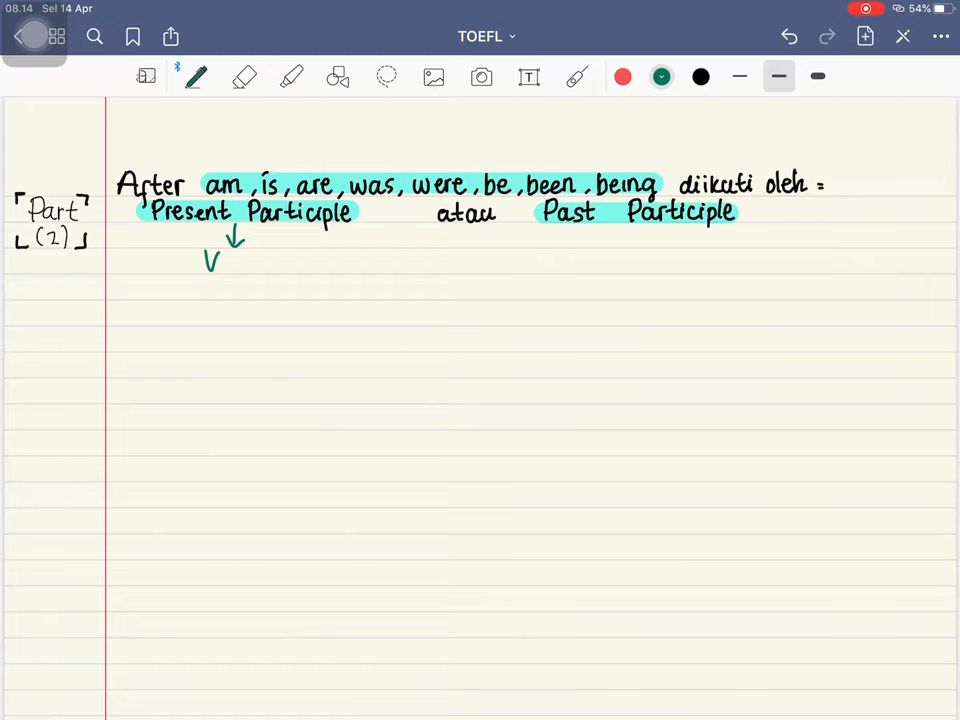 08.14 Sel 14 Apr
54%
TOEFL
T
After am, is, are, was, were, be, been, being diikuti oleh =
Present Participle atau Past Participle
Part
(2)
V